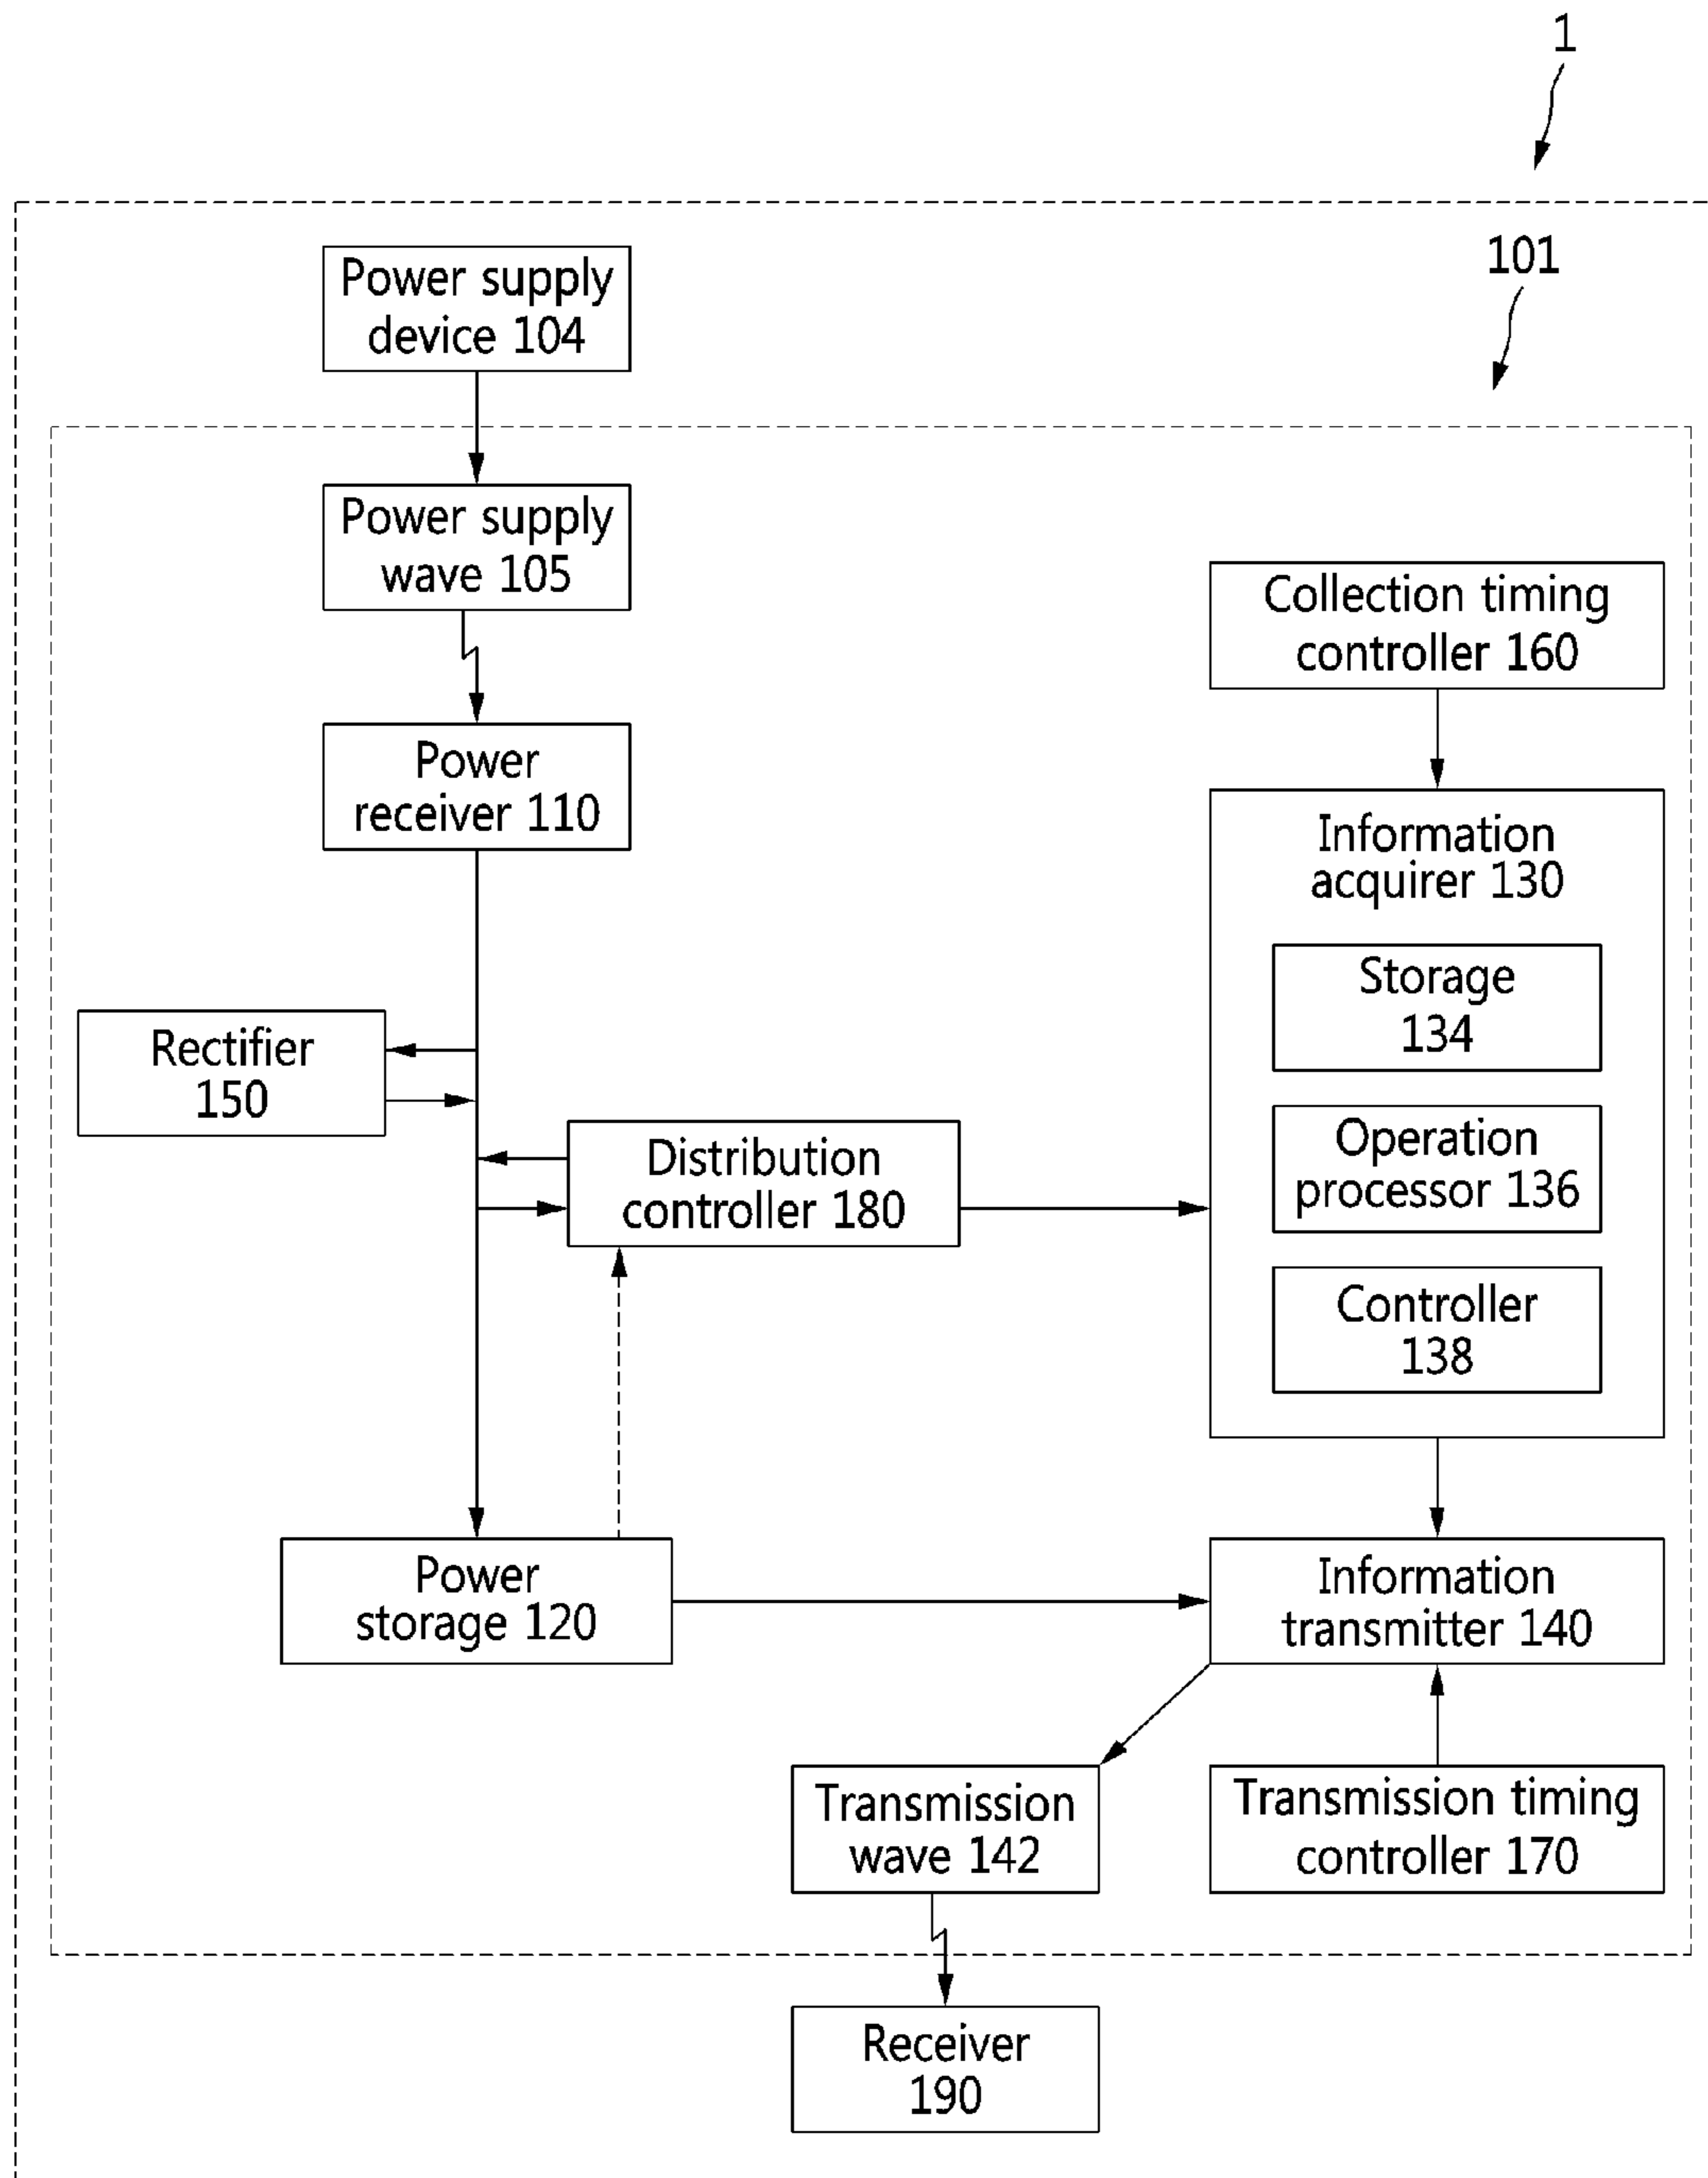 1
101
Power supply
device 104
Power supply
wave 105
Collection timing
controller 160
Power
receiver 110
Information
acquirer 130
Storage
134
Rectifier
150
Operation
processor 136
Distribution
controller 180
Controller
138
Power
storage 120
Information
transmitter 140
Transmission
wave 142
Transmission timing
controller 170
Receiver
190